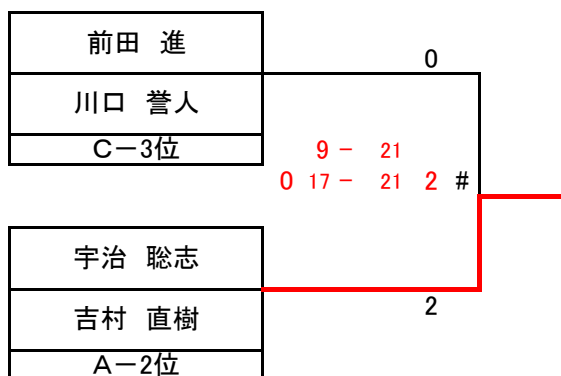 前田　進
0
川口　誉人
C－3位
9 － 21
0 17 － 21 2 #
宇治　聡志
吉村　直樹
2
A－2位